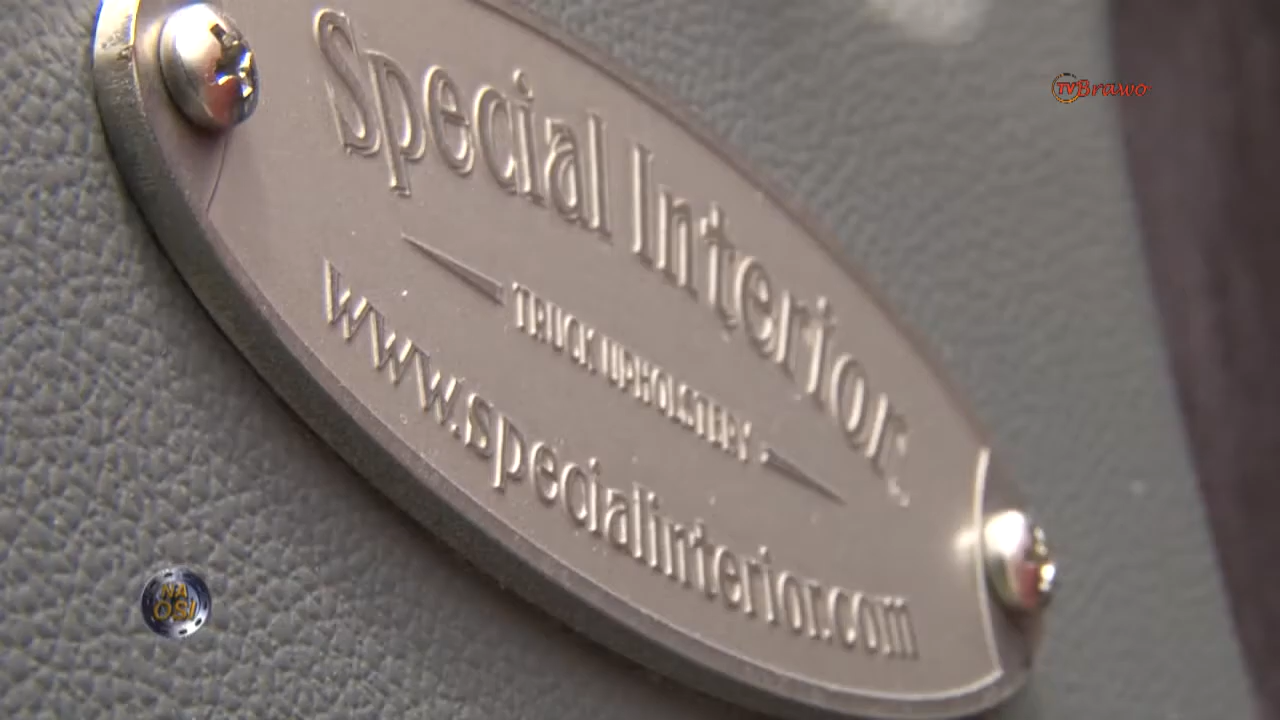 TVBrawo
Special Interior
TRUCK UPHOLSTERY
www.specialinterior.com
NA
OSI